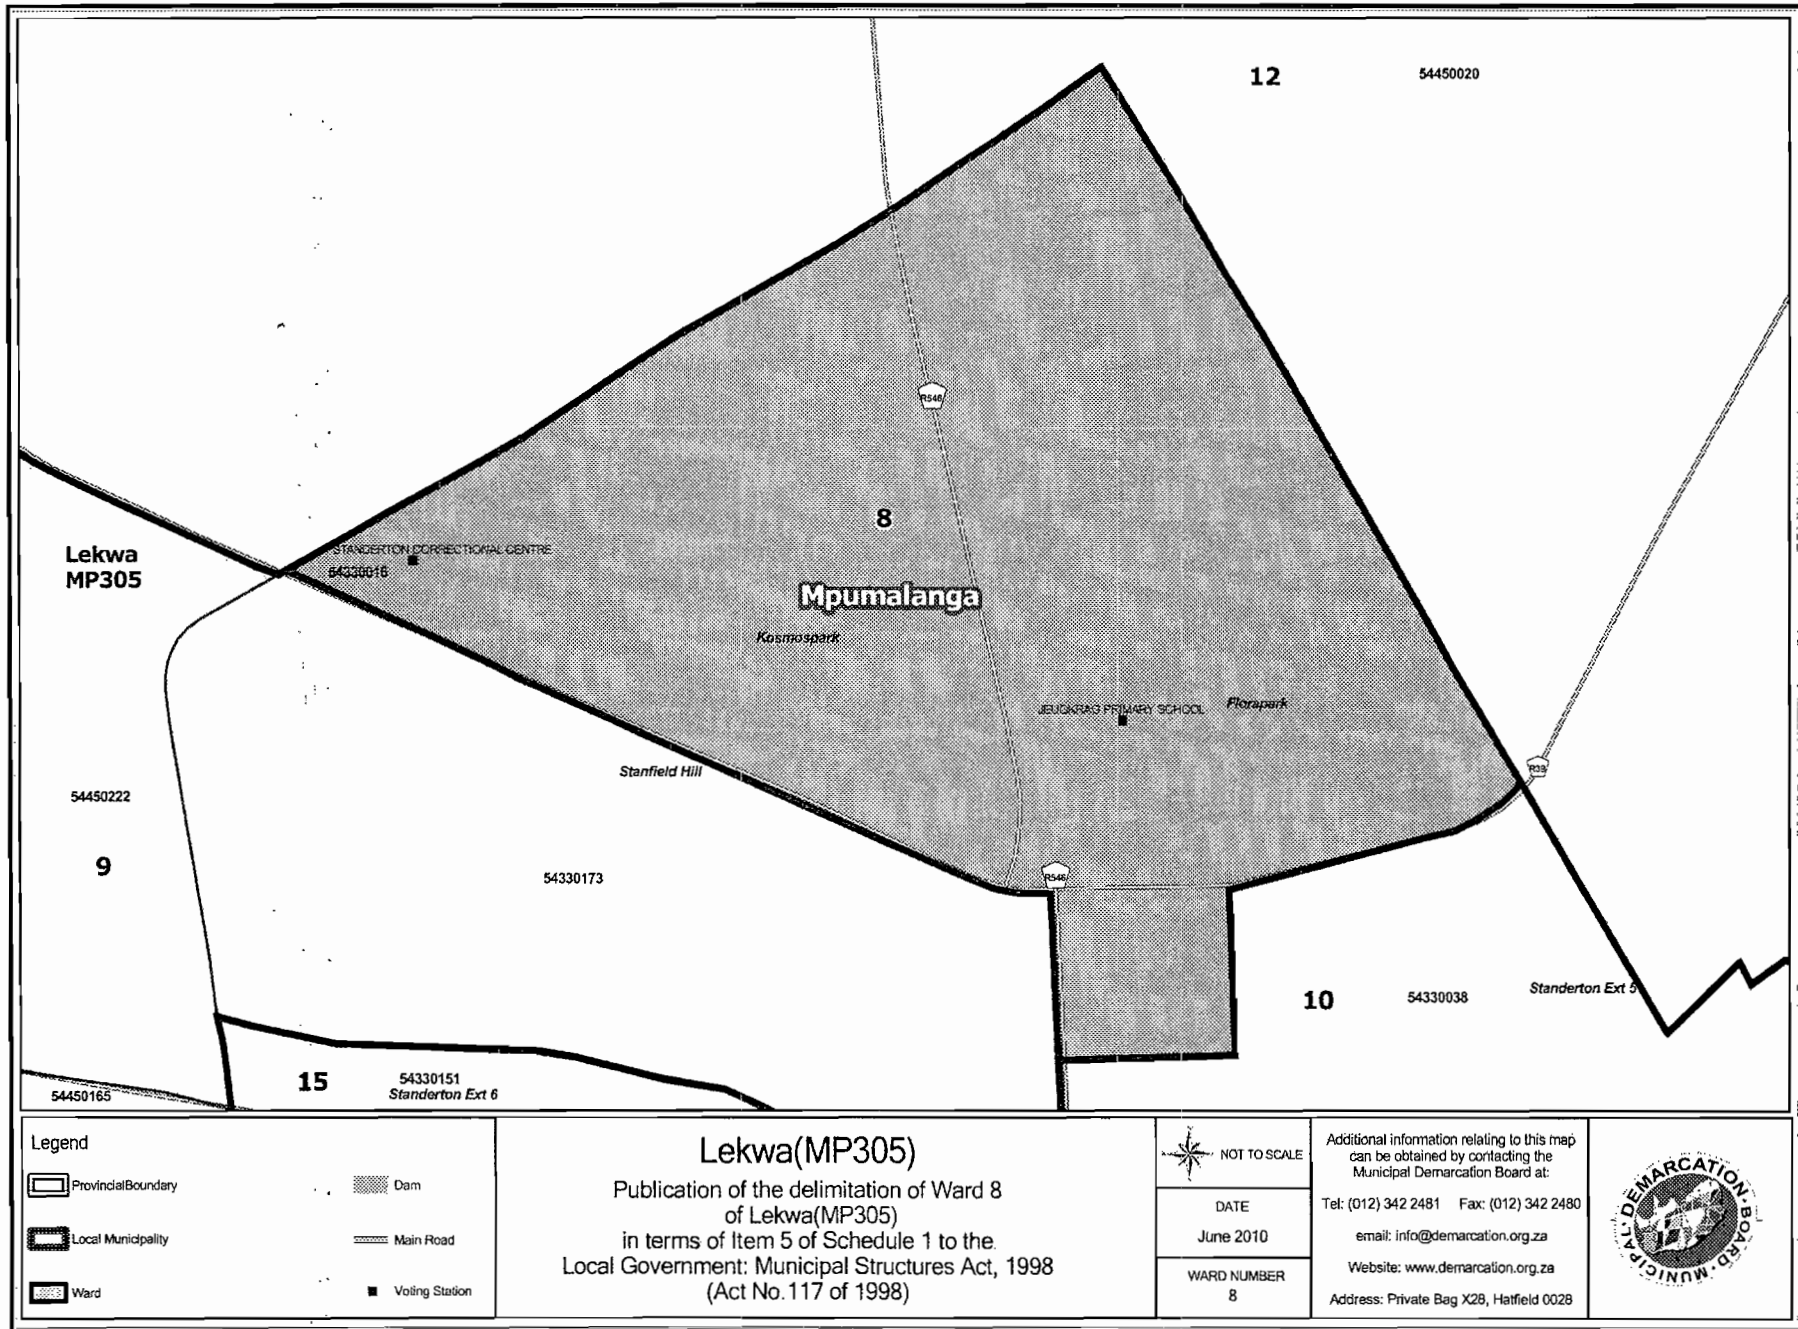 12
54450020
R546
8
Lekwa
MP305
STANDERTON CORRECTIONAL CENTRE
54330016
Mpumalanga
Kosmospark
JEUGKRAG PRIMARY SCHOOL
Florapark
Stanfield Hill
R39
54450222
9
54330173
R546
10
54330038
Standerton Ext 5
15
54330151
Standerton Ext 6
54450165
Legend
ProvincialBoundary
Dam
Local Municipality
Main Road
Ward
Voting Station
Lekwa(MP305)
Publication of the delimitation of Ward 8
of Lekwa(MP305)
in terms of Item 5 of Schedule 1 to the
Local Government: Municipal Structures Act, 1998
(Act No.117 of 1998)
NOT TO SCALE
DATE
June 2010
WARD NUMBER
8
Additional information relating to this map
can be obtained by contacting the
Municipal Demarcation Board at:
Tel: (012) 342 2481 Fax: (012) 342 2480
email: info@demarcation.org.za
Website: www.demarcation.org.za
Address: Private Bag X28, Hatfield 0028
MUNICIPAL DEMARCATION BOARD